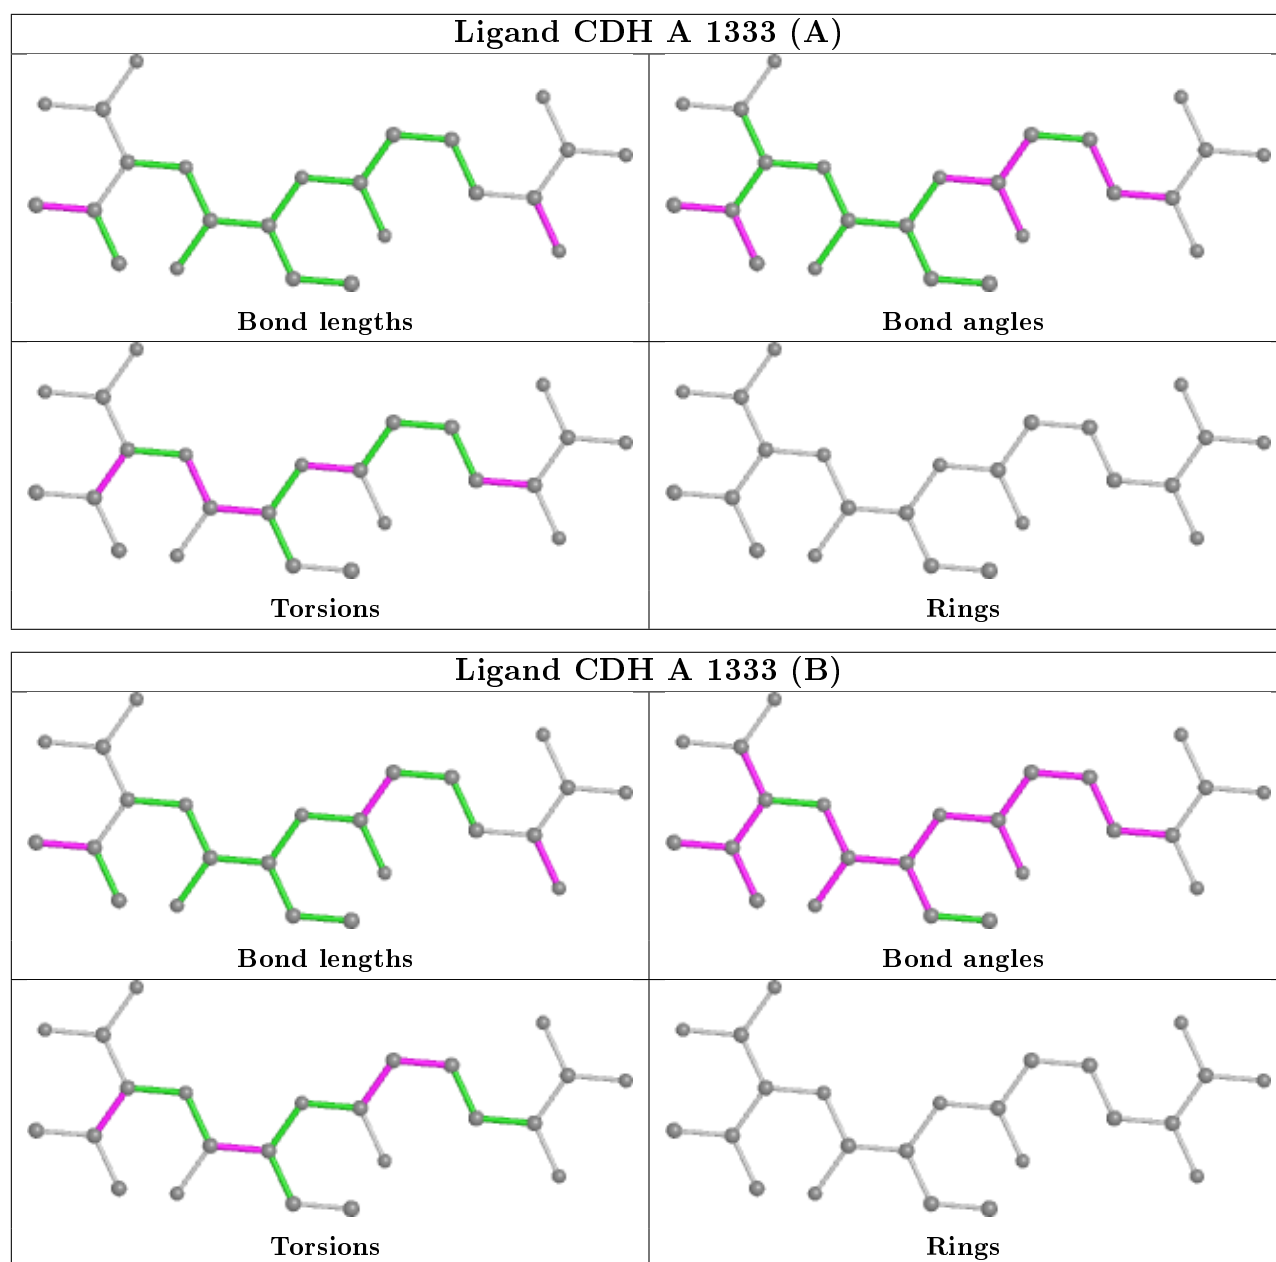 Ligand CDH A 1333 (A)
Bond lengths
Bond angles
Torsions
Rings
Ligand CDH A 1333 (B)
Bond lengths
Bond angles
Torsions
Rings